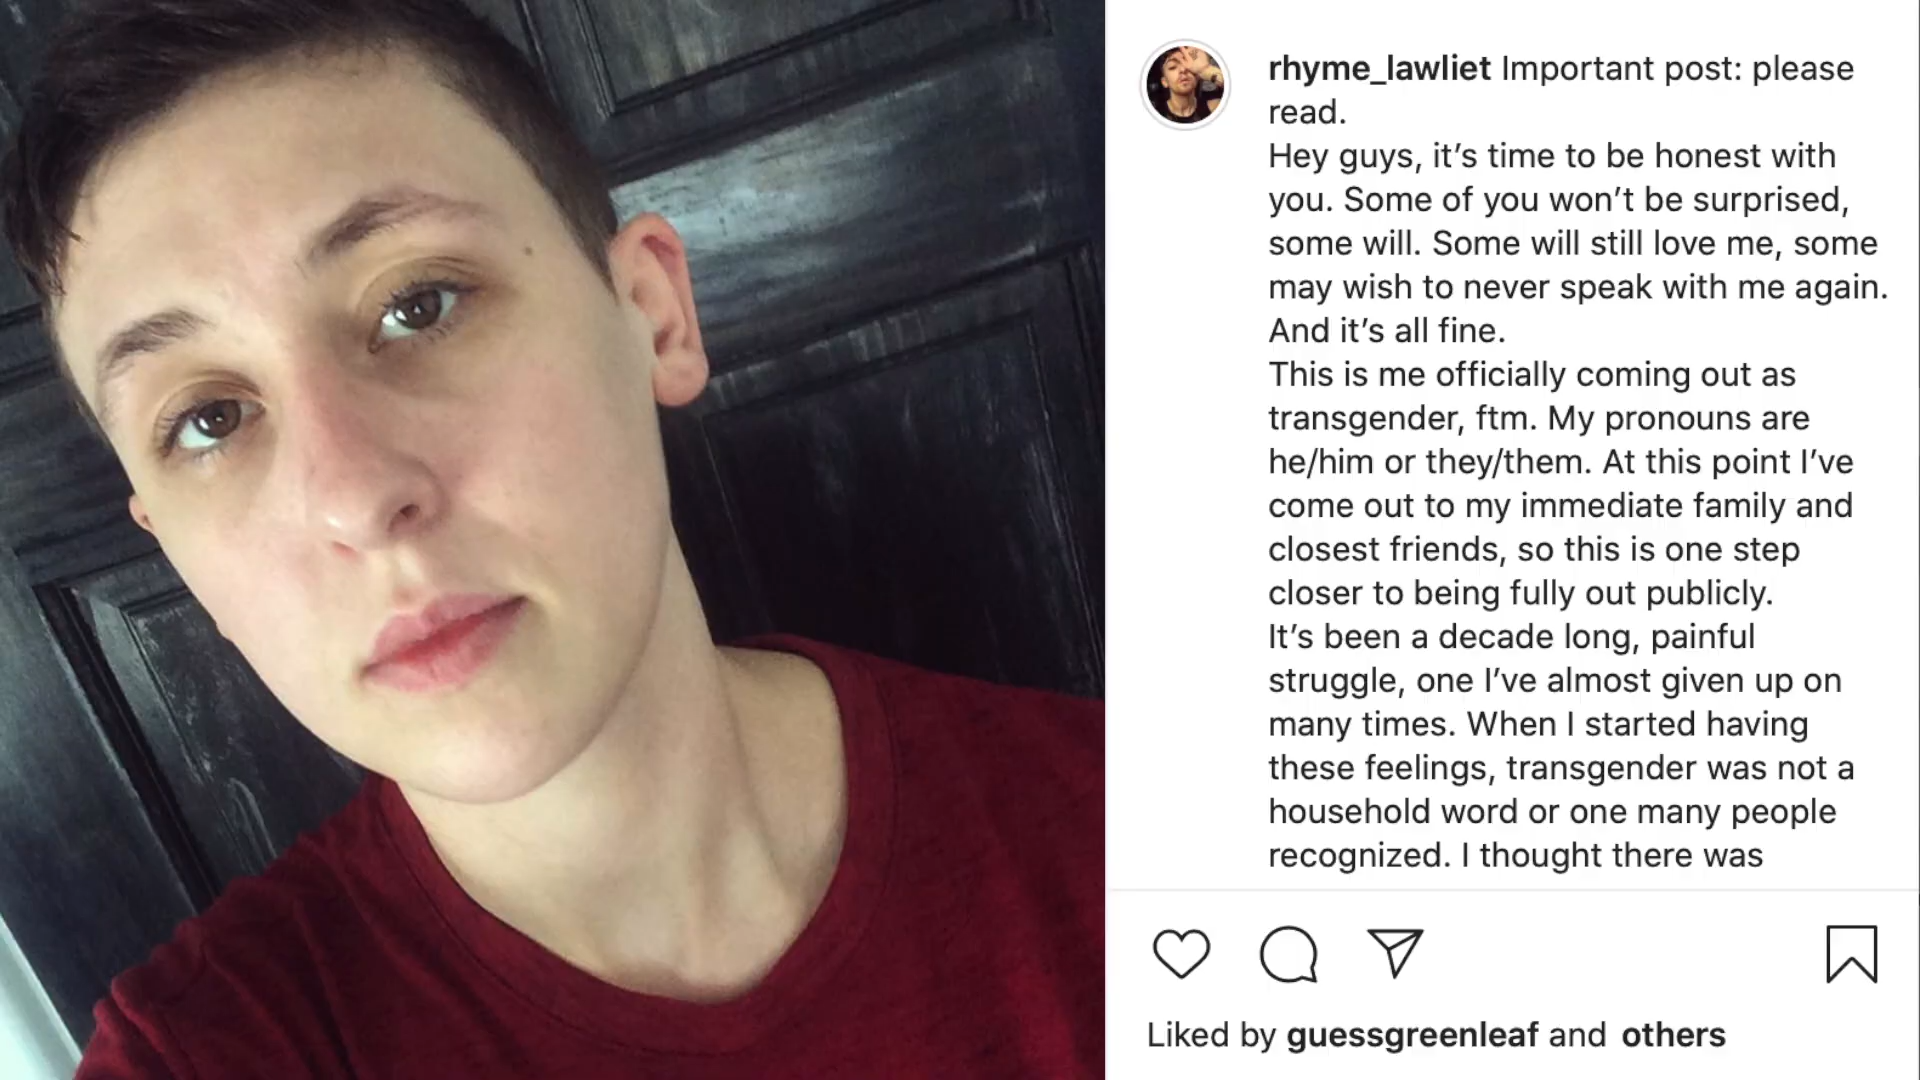 rhyme_lawliet Important post: please
read.
Hey guys, it’s time to be honest with
you. Some of you won’t be surprised,
some will. Some will still love me, some
may wish to never speak with me again.
And it’s all fine.
This is me officially coming out as
transgender, ftm. My pronouns are
he/him or they/them. At this point I’ve
come out to my immediate family and
closest friends, so this is one step
closer to being fully out publicly.
It’s been a decade long, painful
struggle, one I’ve almost given up on
many times. When I started having
these feelings, transgender was not a
household word or one many people
recognized. I thought there was
Liked by guessgreenleaf and others